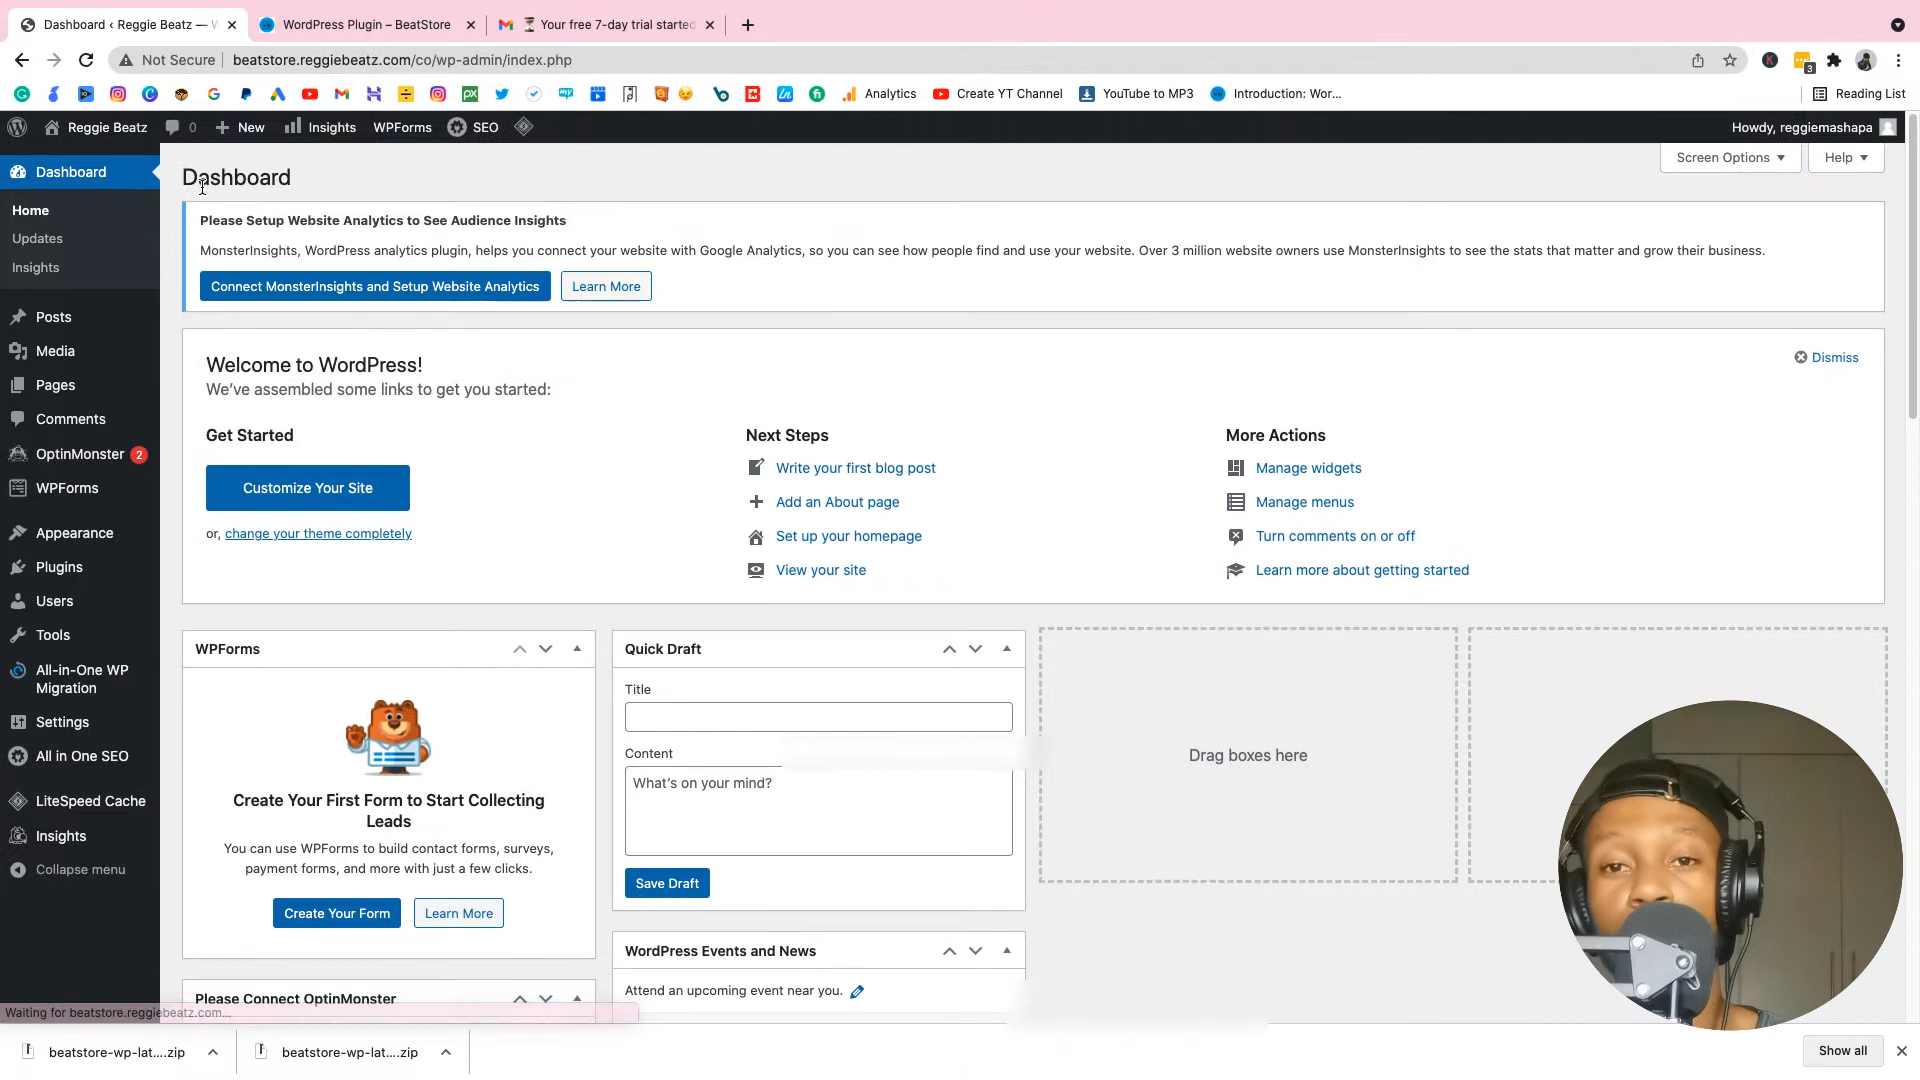 Dashboard ‹ Reggie Beatz — W
WordPress Plugin – BeatStore
Your free 7-day trial started
Not Secure
beatstore.reggiebeatz.com/co/wp-admin/index.php
3
Analytics
Create YT Channel
YouTube to MP3
Introduction: Wor...
Reading List
Reggie Beatz
0
New
Insights
WPForms
SEO
Howdy, reggiemashapa
Dashboard
Home
Updates
Insights
Posts
Media
Pages
Comments
OptinMonster 2
WPForms
Appearance
Plugins
Users
Tools
All-in-One WP
Migration
Settings
All in One SEO
LiteSpeed Cache
Insights
Collapse menu
Screen Options
Help
Dashboard
Please Setup Website Analytics to See Audience Insights
MonsterInsights, WordPress analytics plugin, helps you connect your website with Google Analytics, so you can see how people find and use your website. Over 3 million website owners use MonsterInsights to see the stats that matter and grow their business.
Connect MonsterInsights and Setup Website Analytics
Learn More
Welcome to WordPress!
We've assembled some links to get you started:
Dismiss
Get Started
Customize Your Site
or, change your theme completely
Next Steps
Write your first blog post
Add an About page
Set up your homepage
View your site
More Actions
Manage widgets
Manage menus
Turn comments on or off
Learn more about getting started
WPForms
Create Your First Form to Start Collecting
Leads
You can use WPForms to build contact forms, surveys,
payment forms, and more with just a few clicks.
Create Your Form
Learn More
Please Connect OptinMonster
Quick Draft
Title
Content
What's on your mind?
Save Draft
WordPress Events and News
Attend an upcoming event near you.
Drag boxes here
Waiting for beatstore.reggiebeatz.com...
beatstore-wp-lat....zip
beatstore-wp-lat....zip
Show all